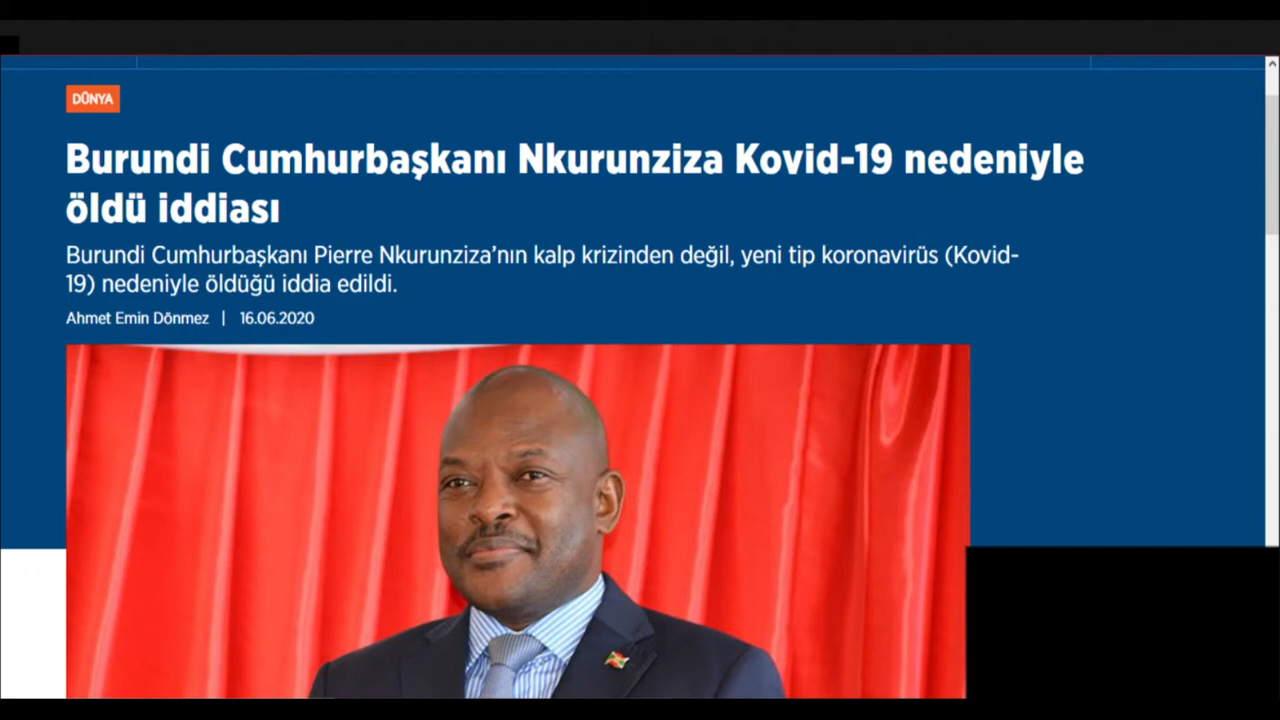 DÜNYA
Burundi Cumhurbaşkanı Nkurunziza Kovid-19 nedeniyle
öldü iddiası
Burundi Cumhurbaşkanı Pierre Nkurunziza’nın kalp krizinden değil, yeni tip koronavirüs (Kovid-
19) nedeniyle öldüğü iddia edildi.
Ahmet Emin Dönmez | 16.06.2020